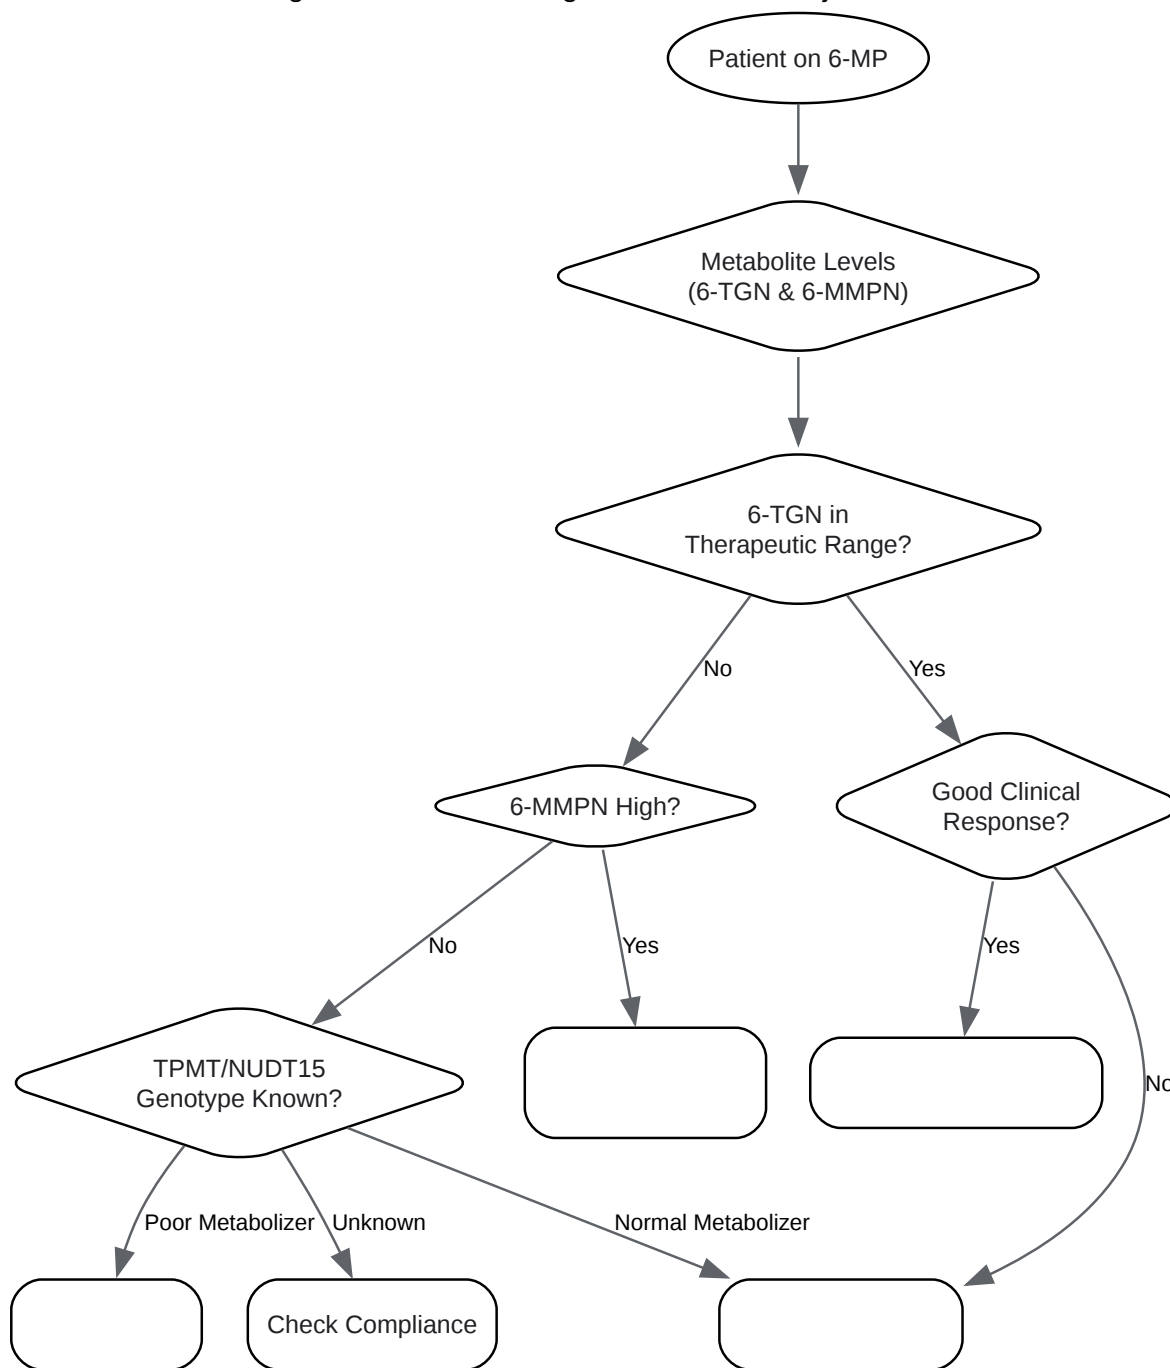 Patient on 6-MP
Metabolite Levels
(6-TGN & 6-MMPN)
6-TGN in
Therapeutic Range?
No
Yes
6-MMPN High?
Good Clinical
Response?
No
Yes
Yes
TPMT/NUDT15
Genotype Known?
No
Poor Metabolizer
Unknown
Normal Metabolizer
Check Compliance